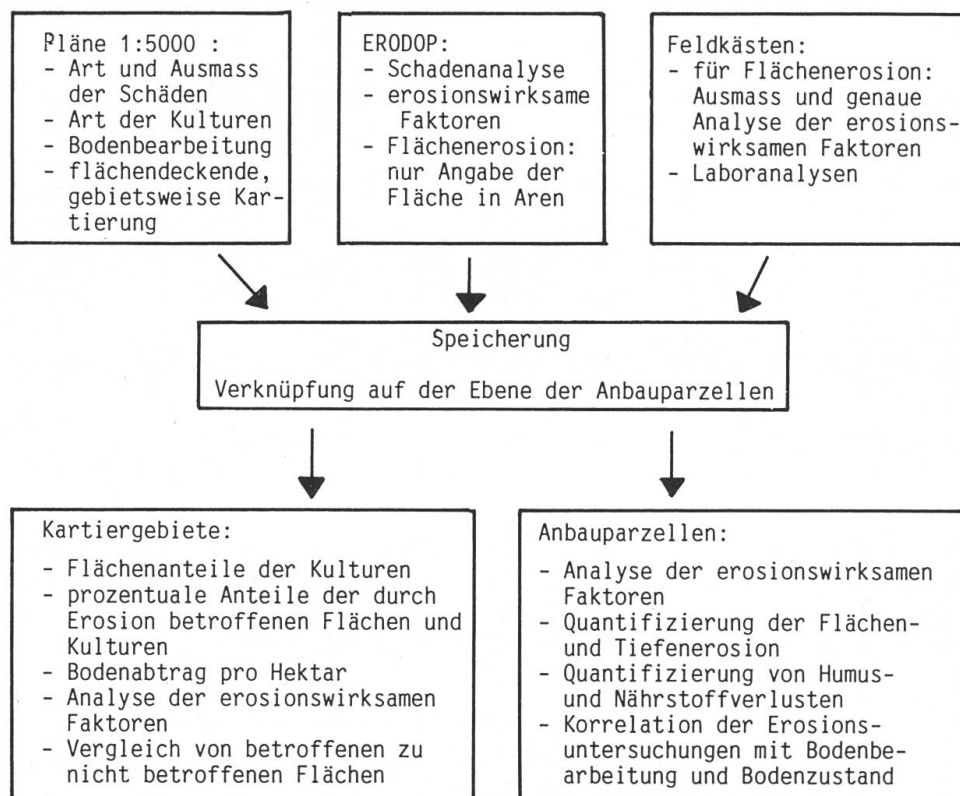 Pläne 1:5000 :
- Art und Ausmass
der Schäden
- Art der Kulturen
- Bodenbearbeitung
- flächendeckende,
gebietsweise Kar-
tierung
ERODOP:
- Schadenanalyse
- erosionswirksame
Faktoren
- Flächenerosion:
nur Angabe der
Fläche in Aren
Feldkästen:
- für Flächenerosion:
Ausmass und genaue
Analyse der erosions-
wirksamen Faktoren
- Laboranalysen
Speicherung
Verknüpfung auf der Ebene der Anbauparzellen
Kartiergebiete:
- Flächenanteile der Kulturen
- prozentuale Anteile der durch
Erosion betroffenen Flächen und
Kulturen
- Bodenabtrag pro Hektar
- Analyse der erosionswirksamen
Faktoren
- Vergleich von betroffenen zu
nicht betroffenen Flächen
Anbauparzellen:
- Analyse der erosionswirksamen
Faktoren
- Quantifizierung der Flächen-
und Tiefenerosion
- Quantifizierung von Humus-
und Nährstoffverlusten
- Korrelation der Erosions-
untersuchungen mit Bodenbe-
arbeitung und Bodenzustand